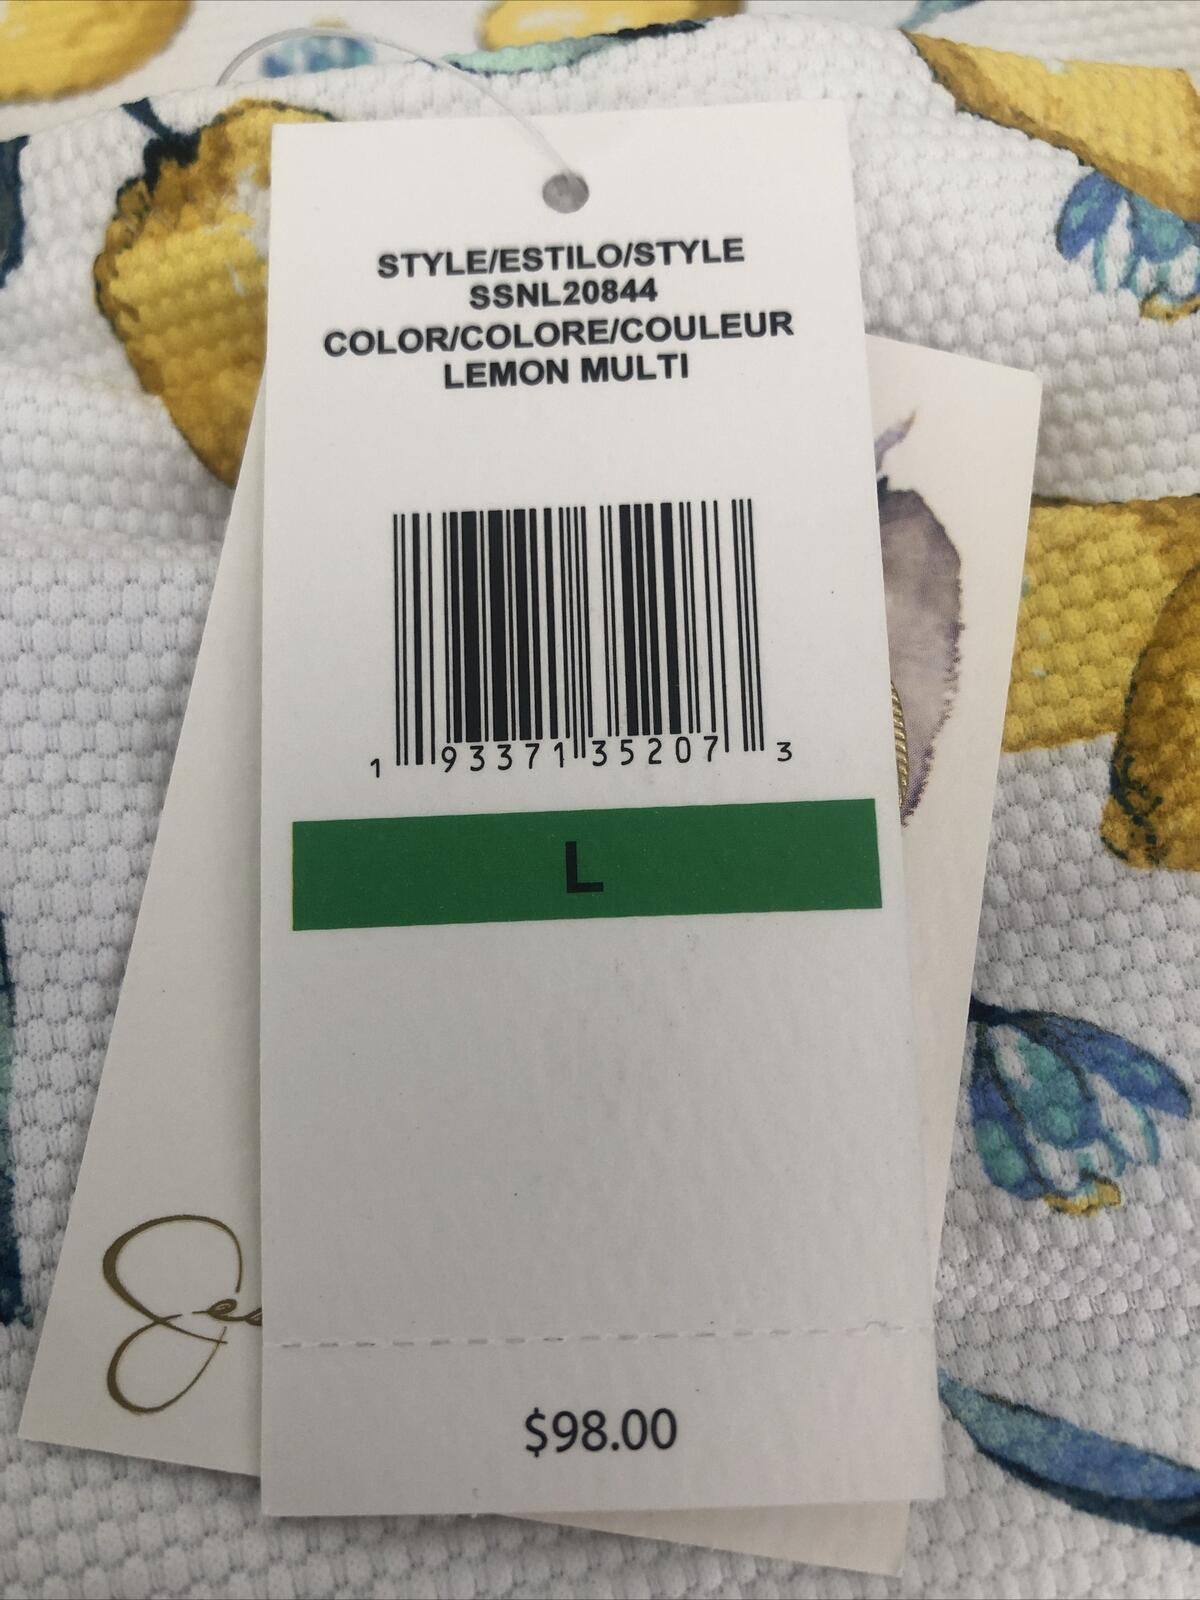 STYLE/ESTILO/STYLE
SSNL20844
COLOR/COLORE/COULEUR
LEMON MULTI
1 93371 35207 3
L
$98.00